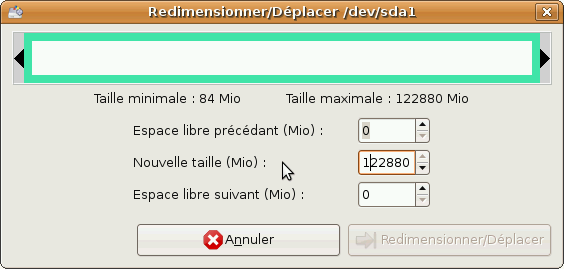 Redimensionner/Déplacer /dev/sda1
Taille minimale : 84 Mio Taille maximale : 122880 Mio
Espace libre précédant (Mio) : 0
Nouvelle taille (Mio) : 122880
Espace libre suivant (Mio) : 0
Annuler Redimensionner/Déplacer